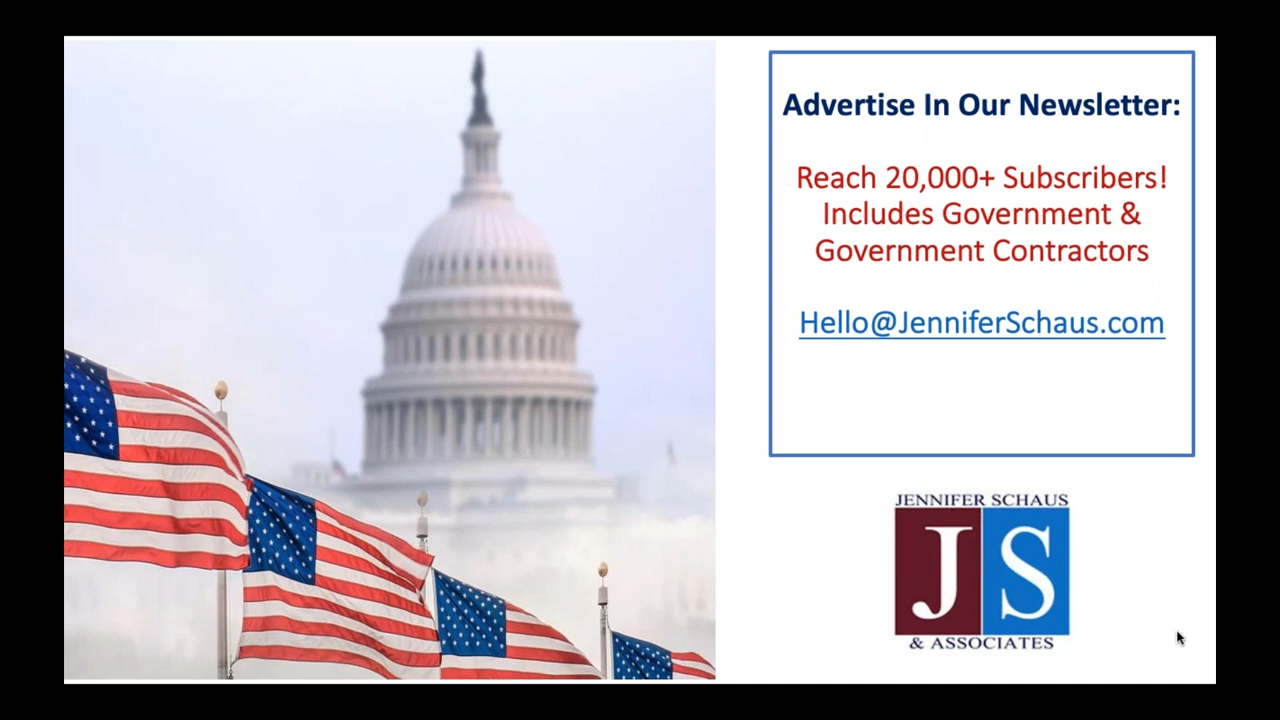 Advertise In Our Newsletter:
Reach 20,000+ Subscribers!
Includes Government &
Government Contractors
Hello@JenniferSchaus.com
JENNIFER SCHAUS
JS
& ASSOCIATES